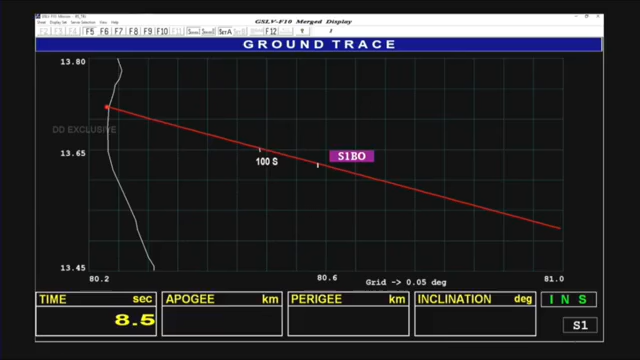 GSLV-F10 Merged Display
F5 F6 F7 F8 F9 F10 F11 SetA F12
GROUND TRACE
13.80
DD EXCLUSIVE
13.65
100 S
S1BO
13.45
80.2 80.6 81.0
Grid -> 0.05 deg
TIME sec APOGEE km PERIGEE km INCLINATION deg I N S
8.5 S1